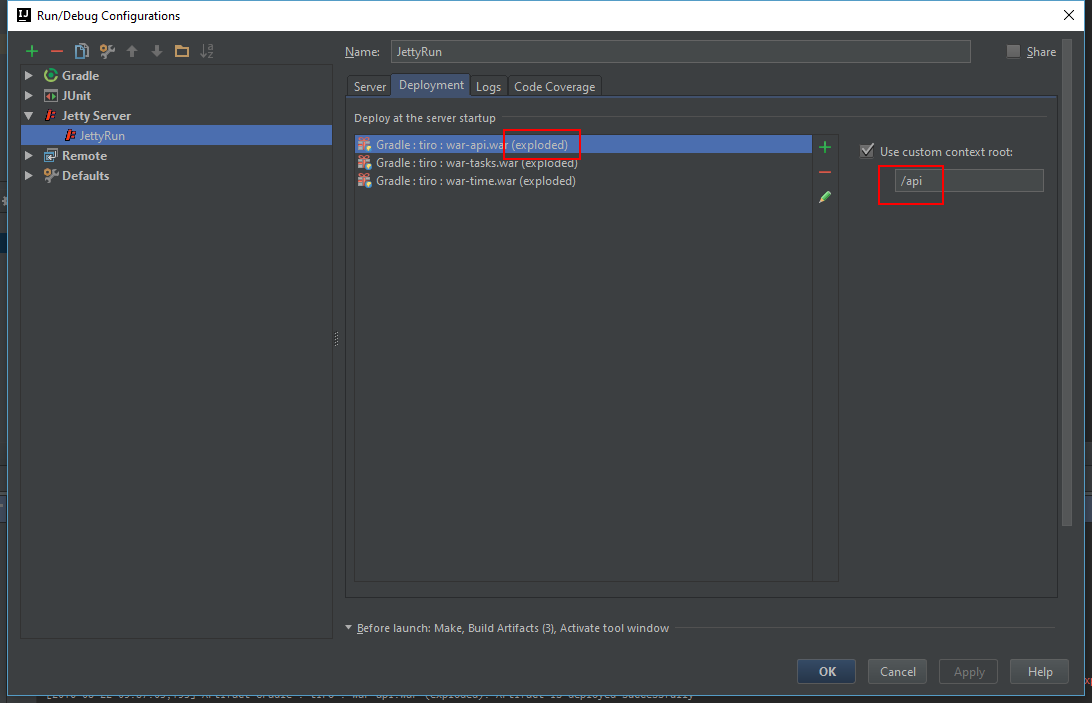 Run/Debug Configurations
Name: JettyRun
Share
Gradle
JUnit
Jetty Server
JettyRun
Remote
Defaults
Server Deployment Logs Code Coverage
Deploy at the server startup
Gradle : tiro : war-api.war (exploded)
Gradle : tiro : war-tasks.war (exploded)
Gradle : tiro : war-time.war (exploded)
Use custom context root:
/api
Before launch: Make, Build Artifacts (3), Activate tool window
OK Cancel Apply Help